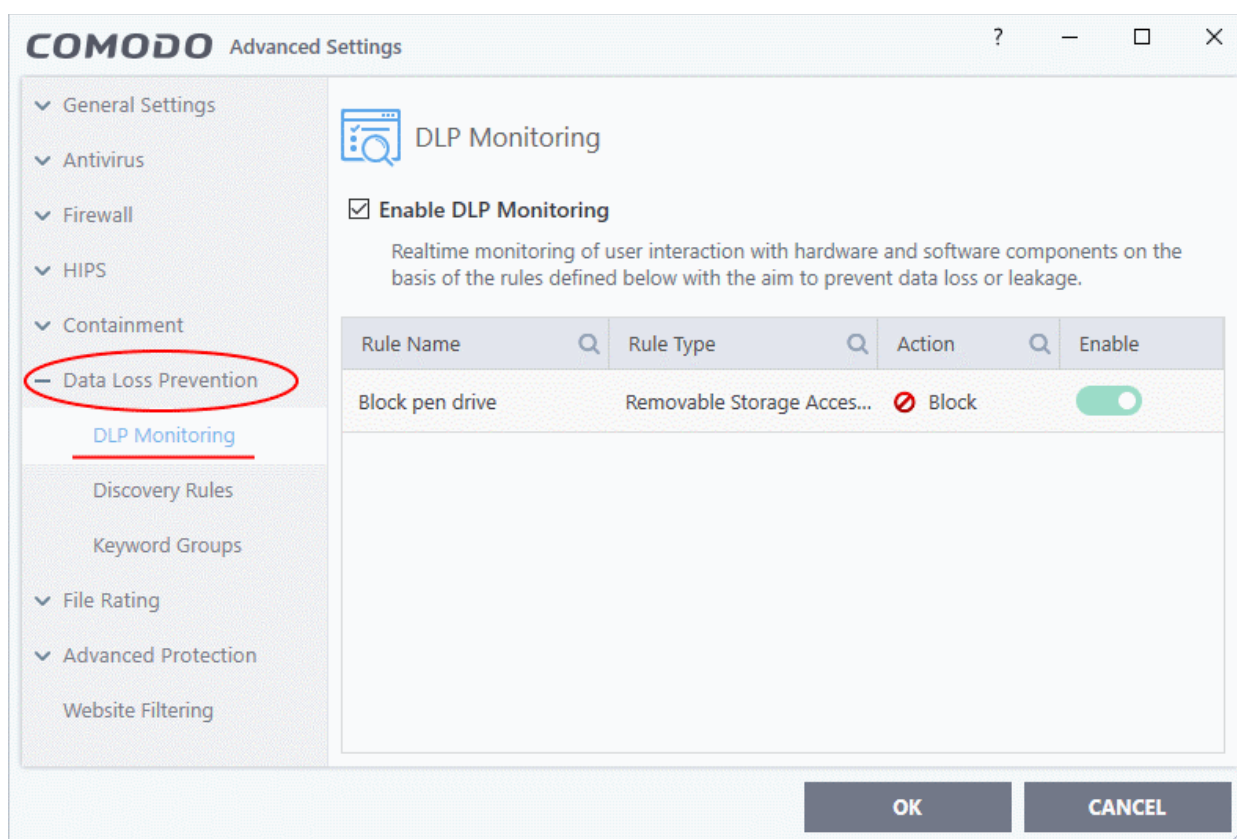 COMODO Advanced Settings
?
General Settings
Antivirus
Firewall
HIPS
Containment
Data Loss Prevention
DLP Monitoring
Discovery Rules
Keyword Groups
File Rating
Advanced Protection
Website Filtering
DLP Monitoring
Enable DLP Monitoring
Realtime monitoring of user interaction with hardware and software components on the
basis of the rules defined below with the aim to prevent data loss or leakage.
Rule Name Rule Type Action Enable
Block pen drive Removable Storage Acces... Block
OK CANCEL